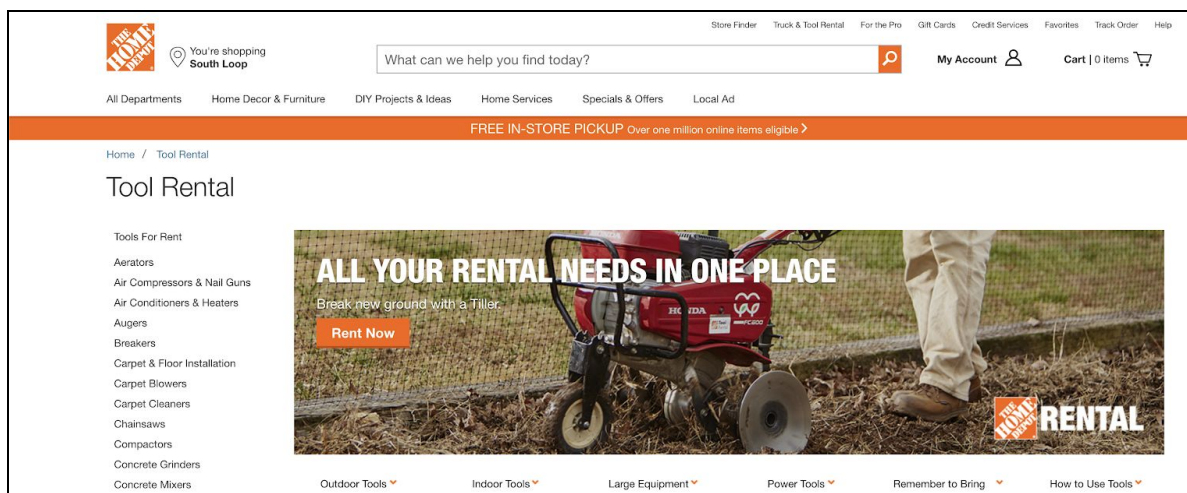 Store Finder Truck & Tool Rental For the Pro Gift Cards Credit Services Favorites Track Order Help
THE
HOME
DEPOT
You're shopping
South Loop
What can we help you find today?
My Account
Cart | 0 items
All Departments Home Decor & Furniture DIY Projects & Ideas Home Services Specials & Offers Local Ad
FREE IN-STORE PICKUP Over one million online items eligible
Home / Tool Rental
Tool Rental
Tools For Rent
Aerators
Air Compressors & Nail Guns
Air Conditioners & Heaters
Augers
Breakers
Carpet & Floor Installation
Carpet Blowers
Carpet Cleaners
Chainsaws
Compactors
Concrete Grinders
Concrete Mixers
ALL YOUR RENTAL NEEDS IN ONE PLACE
Break new ground with a Tiller.
Rent Now
HONDA
FC600
THE
HOME
DEPOT
RENTAL
Outdoor Tools Indoor Tools Large Equipment Power Tools Remember to Bring How to Use Tools